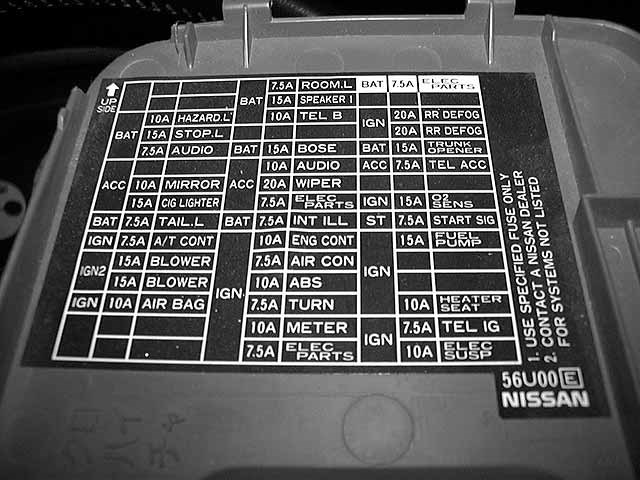 UP SIDE
7.5A ROOM.L BAT 7.5A ELEC PARTS
BAT 15A SPEAKER I
10A HAZARD.L 10A TEL B IGN 20A RR DEFOG
BAT 15A STOP.L 20A RR DEFOG
7.5A AUDIO BAT 15A BOSE BAT 15A TRUNK OPENER
10A AUDIO ACC 7.5A TEL ACC
ACC 10A MIRROR ACC 20A WIPER
15A CIG LIGHTER 7.5A ELEC PARTS IGN 15A O2 SENS
BAT 7.5A TAIL.L BAT 7.5A INT ILL ST 7.5A START SIG
IGN 7.5A A/T CONT 10A ENG CONT 15A FUEL PUMP
IGN2 15A BLOWER 7.5A AIR CON IGN
15A BLOWER IGN 10A ABS
IGN 10A AIR BAG 7.5A TURN 10A HEATER SEAT
10A METER IGN 7.5A TEL IG
7.5A ELEC PARTS 10A ELEC SUSP
1. USE SPECIFIED FUSE ONLY
2. CONTACT A NISSAN DEALER
FOR SYSTEMS NOT LISTED
56U00 E
NISSAN